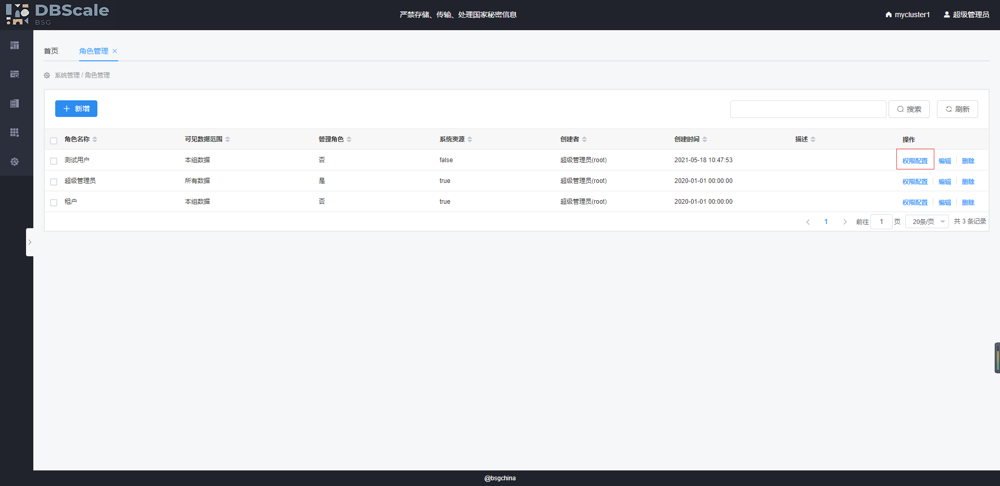 DBScale
BSG
严禁存储、传输、处理国家秘密信息
mycluster1
超级管理员
首页
角色管理
系统管理 / 角色管理
新增
搜索
刷新
角色名称 可见数据范围 管理角色 系统资源 创建者 创建时间 描述 操作
测试用户 本组数据 否 false 超级管理员(root) 2021-05-18 10:47:53 权限配置 编辑 删除
超级管理员 所有数据 是 true 超级管理员(root) 2020-01-01 00:00:00 权限配置 编辑 删除
租户 本组数据 否 true 超级管理员(root) 2020-01-01 00:00:00 权限配置 编辑 删除
1 前往 1 页 20条/页 共 3 条记录
@bsgchina